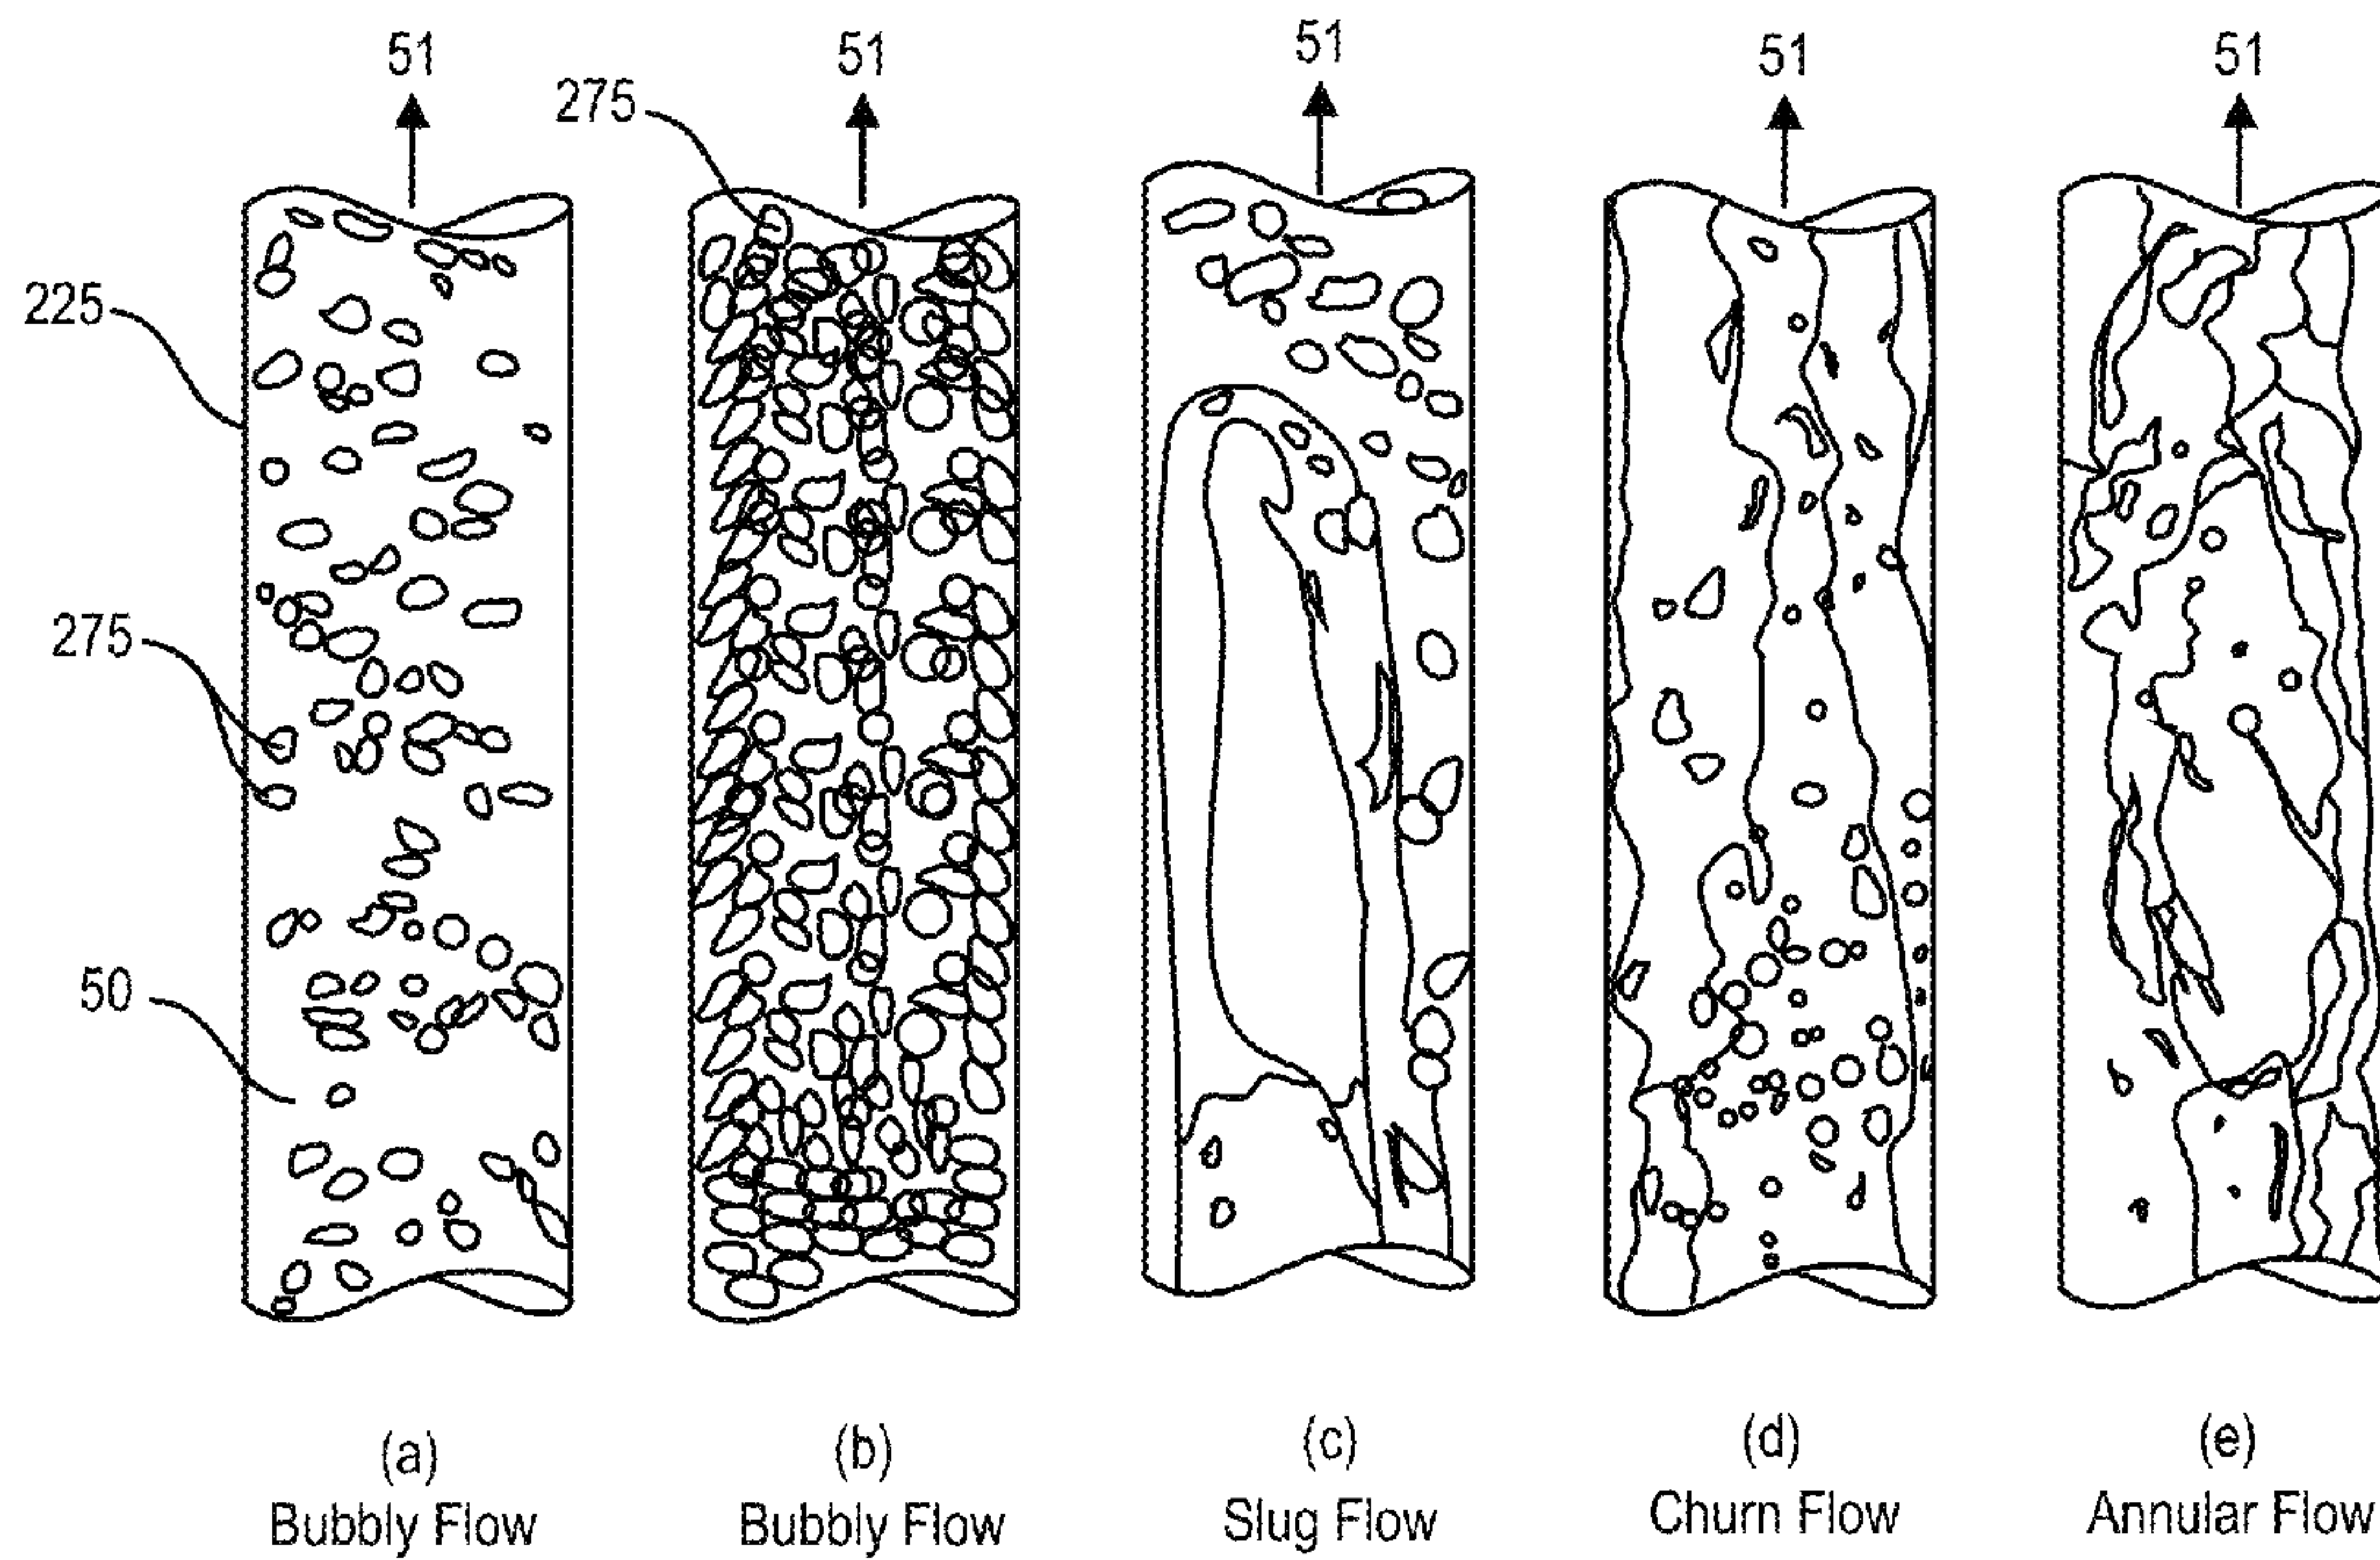 51
51
51
51
51
275
225
275
50
(a)
(b)
(c)
(d)
(e)
Bubbly Flow
Bubbly Flow
Slug Flow
Churn Flow
Annular Flow